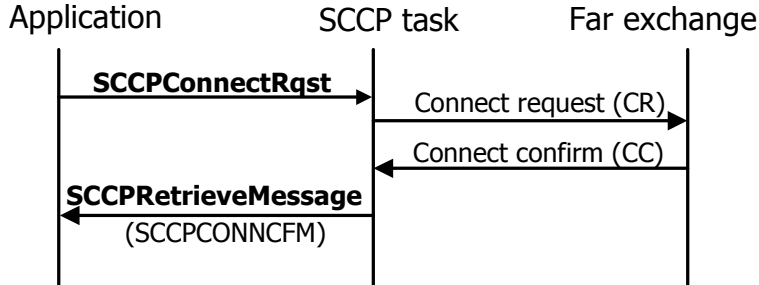 Application
SCCP task
Far exchange
SCCPConnectRqst
Connect request (CR)
Connect confirm (CC)
SCCPRetrieveMessage
(SCCPCONNCFM)